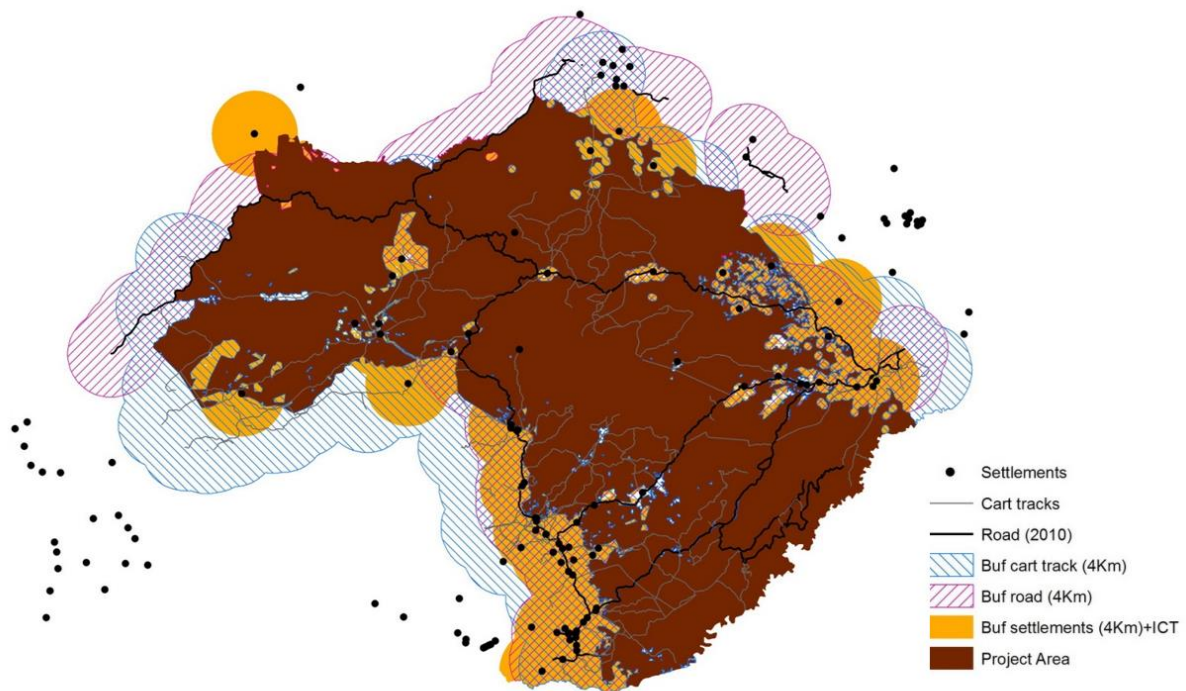 Settlements
Cart tracks
Road (2010)
Buf cart track (4Km)
Buf road (4Km)
Buf settlements (4Km)+ICT
Project Area